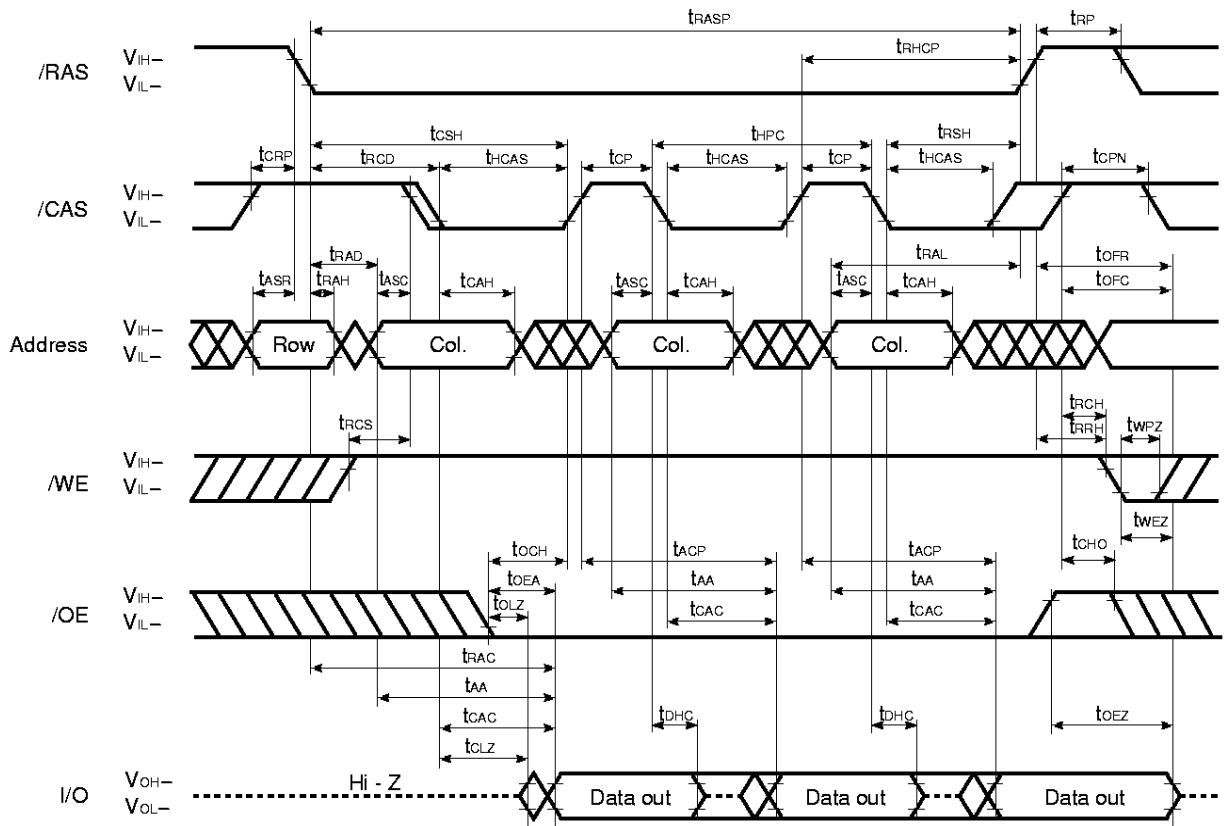 tRASP tRP
tRHCP
/RAS VIH–
VIL–
tCSH tHPC tRSH
tCRP tRCD tHCAS tCP tHCAS tCP tHCAS tCPN
/CAS VIH–
VIL–
tRAD tRAL tOFR
tASR tRAH tASC tCAH tASC tCAH tASC tCAH tOFC
Address VIH–
VIL–
Row Col. Col. Col.
tRCH
tRCS tRRH tWPZ
/WE VIH–
VIL–
tWEZ
tOCH tACP tACP tCHO
tOEA tAA tAA
/OE VIH–
VIL–
tOLZ tCAC tCAC
tRAC
tAA
tCAC tDHC tDHC tOEZ
tCLZ
I/O VOH–
VOL–
Hi - Z Data out Data out Data out